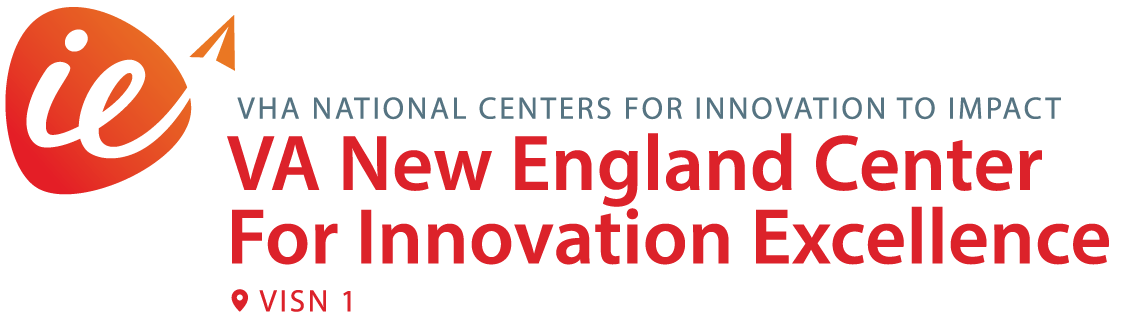 ie
VHA NATIONAL CENTERS FOR INNOVATION TO IMPACT
VA New England Center
For Innovation Excellence
VISN 1